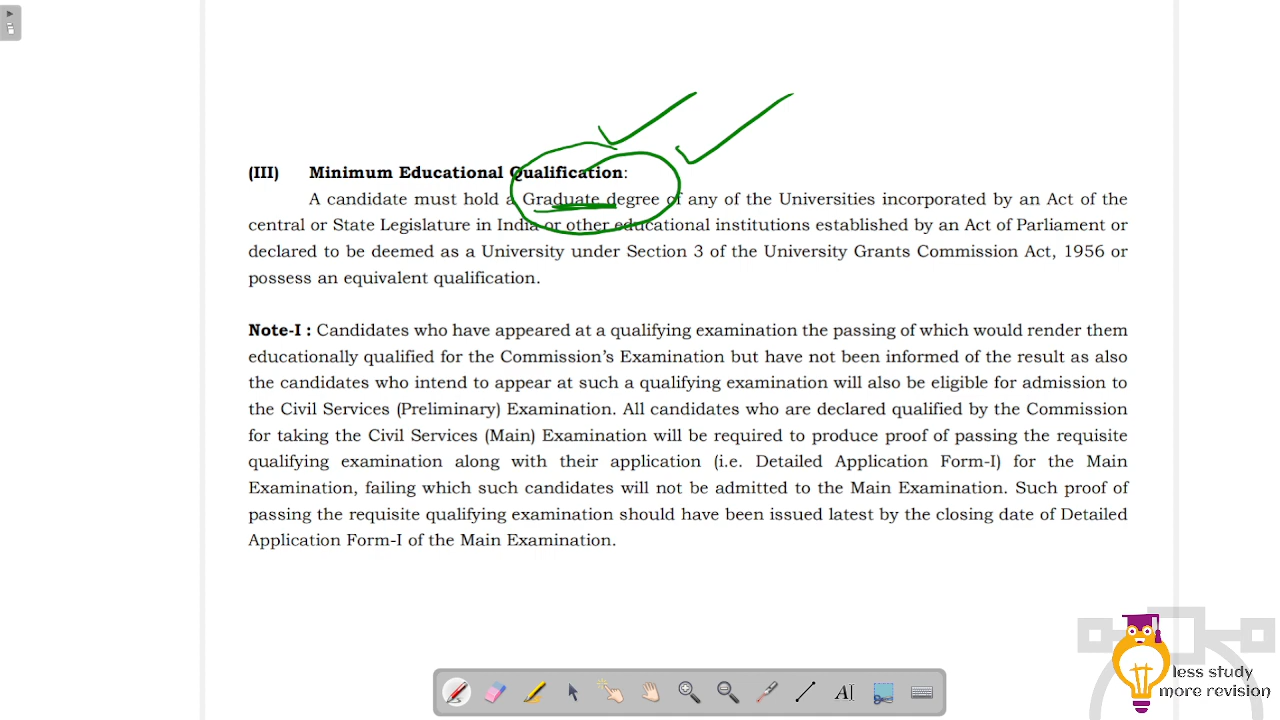 (III) Minimum Educational Qualification:
A candidate must hold a Graduate degree of any of the Universities incorporated by an Act of the
central or State Legislature in India or other educational institutions established by an Act of Parliament or
declared to be deemed as a University under Section 3 of the University Grants Commission Act, 1956 or
possess an equivalent qualification.
Note-I : Candidates who have appeared at a qualifying examination the passing of which would render them
educationally qualified for the Commission's Examination but have not been informed of the result as also
the candidates who intend to appear at such a qualifying examination will also be eligible for admission to
the Civil Services (Preliminary) Examination. All candidates who are declared qualified by the Commission
for taking the Civil Services (Main) Examination will be required to produce proof of passing the requisite
qualifying examination along with their application (i.e. Detailed Application Form-I) for the Main
Examination, failing which such candidates will not be admitted to the Main Examination. Such proof of
passing the requisite qualifying examination should have been issued latest by the closing date of Detailed
Application Form-I of the Main Examination.
less study
more revision